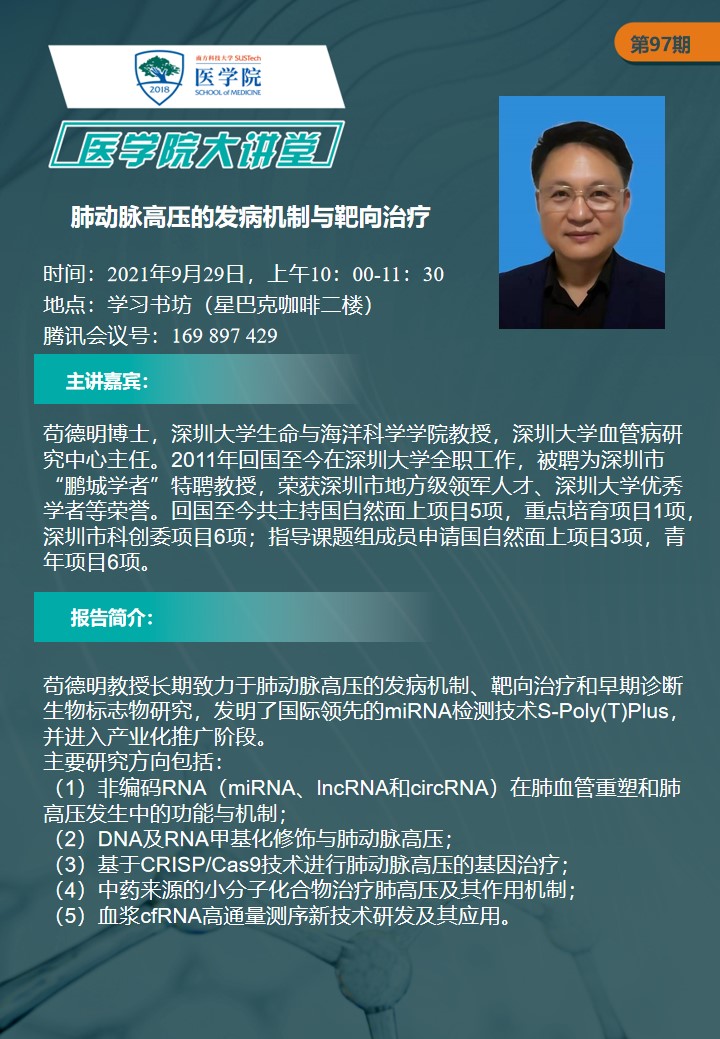 第97期
南方科技大学 SUSTech
医学院
SCHOOL of MEDICINE
2018
医学院大讲堂
肺动脉高压的发病机制与靶向治疗
时间：2021年9月29日，上午10：00-11：30
地点：学习书坊（星巴克咖啡二楼）
腾讯会议号：169 897 429
主讲嘉宾：
苟德明博士，深圳大学生命与海洋科学学院教授，深圳大学血管病研
究中心主任。2011年回国至今在深圳大学全职工作，被聘为深圳市
“鹏城学者”特聘教授，荣获深圳市地方级领军人才、深圳大学优秀
学者等荣誉。回国至今共主持国自然面上项目5项，重点培育项目1项，
深圳市科创委项目6项；指导课题组成员申请国自然面上项目3项，青
年项目6项。
报告简介：
苟德明教授长期致力于肺动脉高压的发病机制、靶向治疗和早期诊断
生物标志物研究，发明了国际领先的miRNA检测技术S-Poly(T)Plus，
并进入产业化推广阶段。
主要研究方向包括：
（1）非编码RNA（miRNA、lncRNA和circRNA）在肺血管重塑和肺
高压发生中的功能与机制；
（2）DNA及RNA甲基化修饰与肺动脉高压；
（3）基于CRISP/Cas9技术进行肺动脉高压的基因治疗；
（4）中药来源的小分子化合物治疗肺高压及其作用机制；
（5）血浆cfRNA高通量测序新技术研发及其应用。